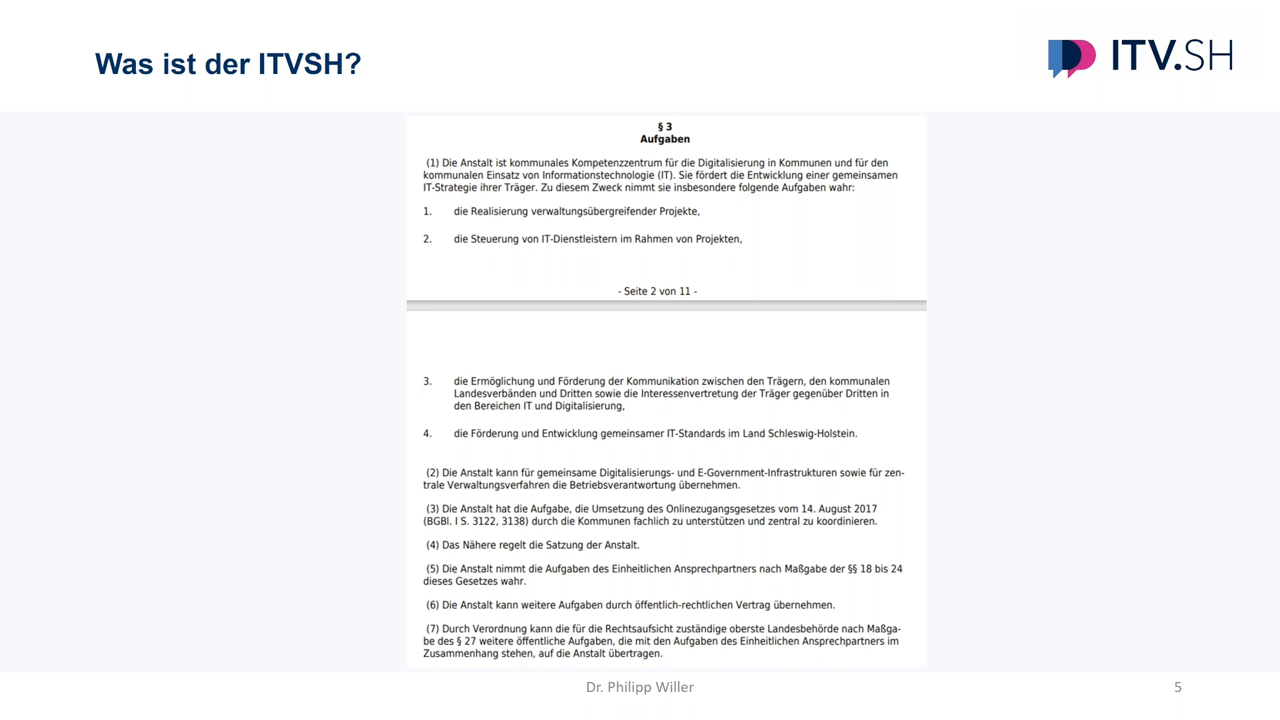 Was ist der ITVSH?
ITV.SH
§ 3
Aufgaben
(1) Die Anstalt ist kommunales Kompetenzzentrum für die Digitalisierung in Kommunen und für den
kommunalen Einsatz von Informationstechnologie (IT). Sie fördert die Entwicklung einer gemeinsamen
IT-Strategie ihrer Träger. Zu diesem Zweck nimmt sie insbesondere folgende Aufgaben wahr:
1. die Realisierung verwaltungsübergreifender Projekte,
2. die Steuerung von IT-Dienstleistern im Rahmen von Projekten,
- Seite 2 von 11 -
3. die Ermöglichung und Förderung der Kommunikation zwischen den Trägern, den kommunalen
Landesverbänden und Dritten sowie die Interessenvertretung der Träger gegenüber Dritten in
den Bereichen IT und Digitalisierung,
4. die Förderung und Entwicklung gemeinsamer IT-Standards im Land Schleswig-Holstein.
(2) Die Anstalt kann für gemeinsame Digitalisierungs- und E-Government-Infrastrukturen sowie für zen-
trale Verwaltungsverfahren die Betriebsverantwortung übernehmen.
(3) Die Anstalt hat die Aufgabe, die Umsetzung des Onlinezugangsgesetzes vom 14. August 2017
(BGBl. I S. 3122, 3138) durch die Kommunen fachlich zu unterstützen und zentral zu koordinieren.
(4) Das Nähere regelt die Satzung der Anstalt.
(5) Die Anstalt nimmt die Aufgaben des Einheitlichen Ansprechpartners nach Maßgabe der §§ 18 bis 24
dieses Gesetzes wahr.
(6) Die Anstalt kann weitere Aufgaben durch öffentlich-rechtlichen Vertrag übernehmen.
(7) Durch Verordnung kann die für die Rechtsaufsicht zuständige oberste Landesbehörde nach Maßga-
be des § 27 weitere öffentliche Aufgaben, die mit den Aufgaben des Einheitlichen Ansprechpartners im
Zusammenhang stehen, auf die Anstalt übertragen.
Dr. Philipp Willer
5